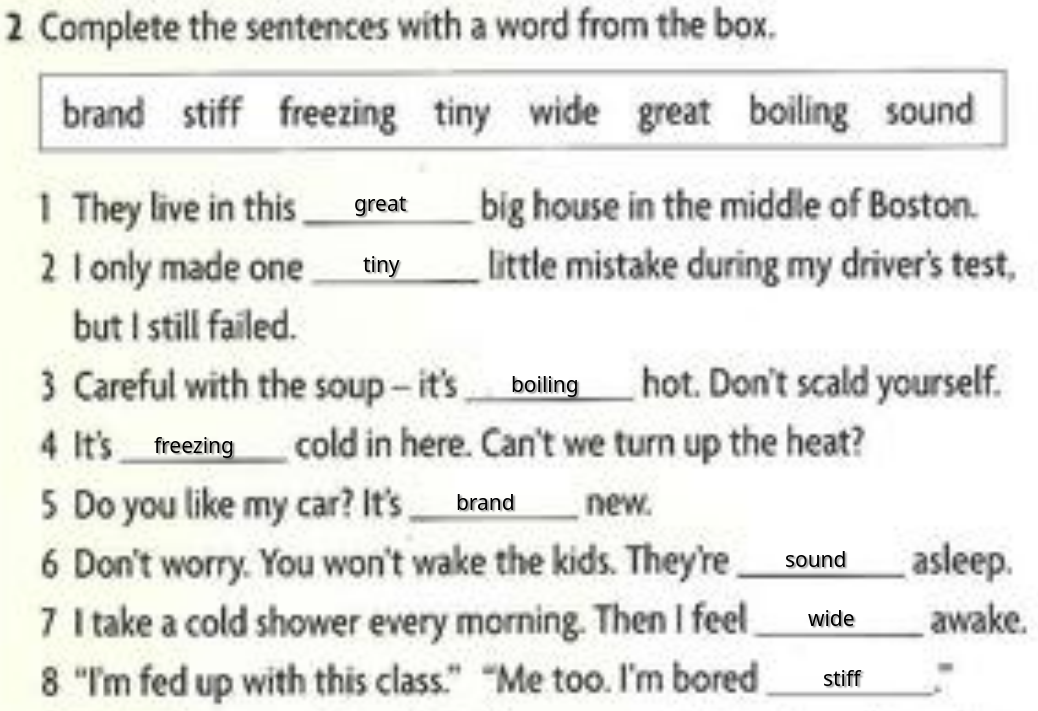 2 Complete the sentences with a word from the box.
brand stiff freezing tiny wide great boiling sound
1 They live in this great big house in the middle of Boston.
2 I only made one tiny little mistake during my driver's test,
but I still failed.
3 Careful with the soup – it's boiling hot. Don't scald yourself.
4 It's freezing cold in here. Can't we turn up the heat?
5 Do you like my car? It's brand new.
6 Don't worry. You won't wake the kids. They're sound asleep.
7 I take a cold shower every morning. Then I feel wide awake.
8 "I'm fed up with this class." "Me too. I'm bored stiff."